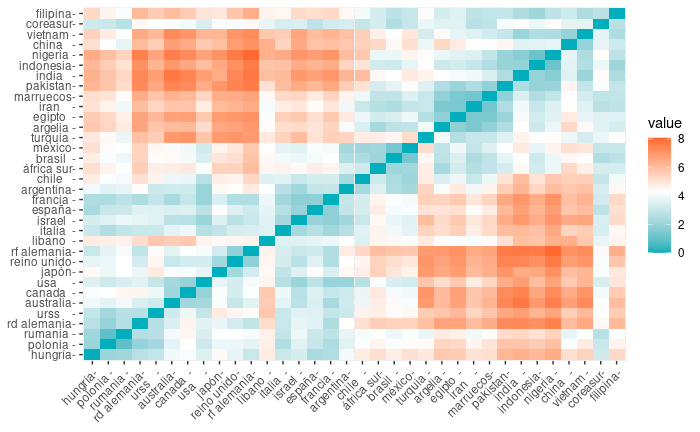 filipina
coreasur
vietnam
china
nigeria
indonesia
india
pakistan
marruecos
iran
egipto
argelia
turquia
méxico
brasil
áfrica sur
chile
argentina
francia
españa
israel
italia
libano
rf alemania
reino unido
japón
usa
canada
australia
urss
rd alemania
rumania
polonia
hungría
value
8
6
4
2
0
hungría
polonia
rumania
rd alemania
urss
australia
canada
usa
japón
reino unido
rf alemania
libano
italia
israel
españa
francia
argentina
chile
áfrica sur
brasil
méxico
turquia
argelia
egipto
iran
marruecos
pakistan
india
indonesia
nigeria
china
vietnam
coreasur
filipina